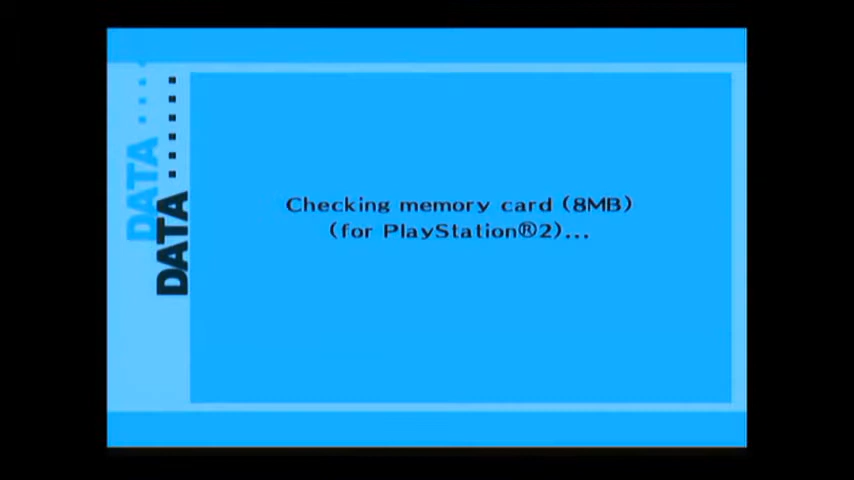 DATA ......
DATA ....
Checking memory card (8MB)
(for PlayStation®2)...